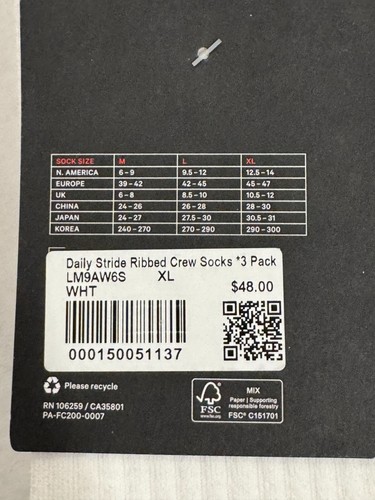 SOCK SIZE M L XL
N. AMERICA 6 – 9 9.5 – 12 12.5 – 14
EUROPE 39 – 42 42 – 45 45 – 47
UK 6 – 8 8.5 – 10 10.5 – 12
CHINA 24 – 26 26 – 28 28 – 30
JAPAN 24 – 27 27.5 – 30 30.5 – 31
KOREA 240 – 270 270 – 290 290 – 300
Daily Stride Ribbed Crew Socks *3 Pack
LM9AW6S XL
WHT $48.00
000150051137
Please recycle
RN 106259 / CA35801
PA-FC200-0007
FSC
www.fsc.org
MIX
Paper | Supporting
responsible forestry
FSC® C151701